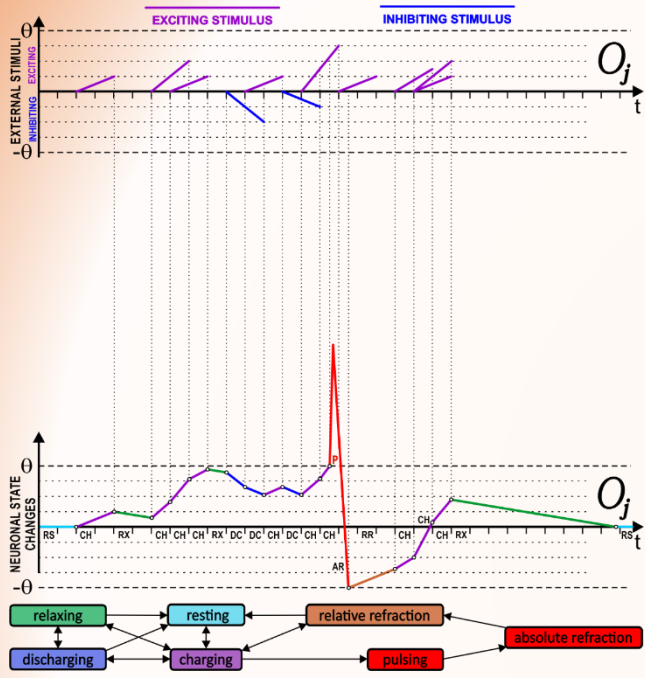 EXCITING STIMULUS
INHIBITING STIMULUS
EXTERNAL STIMULI
EXCITING
INHIBITING
θ
-θ
Oj
t
NEURONAL STATE
CHANGES
θ
-θ
Oj
t
P
AR
CH
RS CH RX CH CH CH RX DC DC CH DC CH CH RR CH CH RX RS
relaxing
resting
relative refraction
absolute refraction
discharging
charging
pulsing